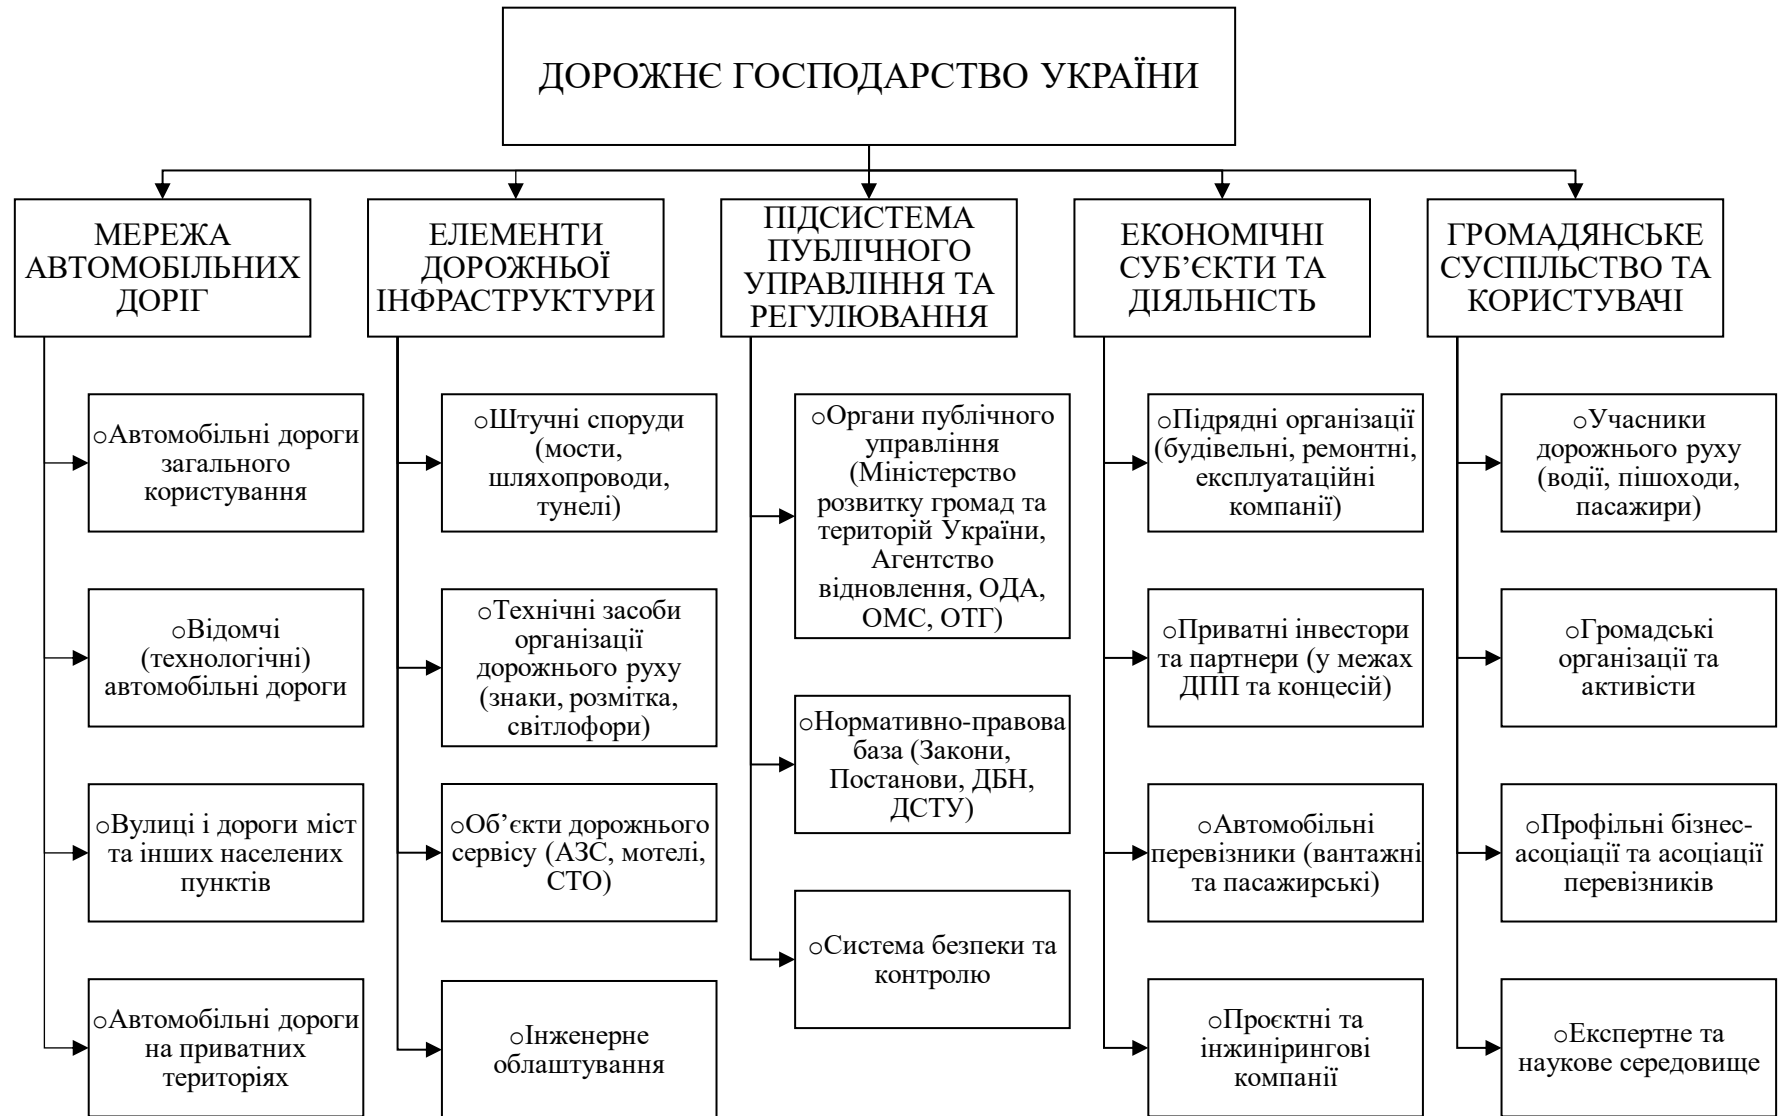 ДОРОЖНЄ ГОСПОДАРСТВО УКРАЇНИ
МЕРЕЖА
АВТОМОБІЛЬНИХ
ДОРІГ
○Автомобільні дороги
загального
користування
○Відомчі
(технологічні)
автомобільні дороги
○Вулиці і дороги міст
та інших населених
пунктів
○Автомобільні дороги
на приватних
територіях
ЕЛЕМЕНТИ
ДОРОЖНЬОЇ
ІНФРАСТРУКТУРИ
○Штучні споруди
(мости,
шляхопроводи,
тунелі)
○Технічні засоби
організації
дорожнього руху
(знаки, розмітка,
світлофори)
○Об’єкти дорожнього
сервісу (АЗС, мотелі,
СТО)
○Інженерне
облаштування
ПІДСИСТЕМА
ПУБЛІЧНОГО
УПРАВЛІННЯ ТА
РЕГУЛЮВАННЯ
○Органи публічного
управління
(Міністерство
розвитку громад та
територій України,
Агентство
відновлення, ОДА,
ОМС, ОТГ)
○Нормативно-правова
база (Закони,
Постанови, ДБН,
ДСТУ)
○Система безпеки та
контролю
ЕКОНОМІЧНІ
СУБ’ЄКТИ ТА
ДІЯЛЬНІСТЬ
○Підрядні організації
(будівельні, ремонтні,
експлуатаційні
компанії)
○Приватні інвестори
та партнери (у межах
ДПП та концесій)
○Автомобільні
перевізники (вантажні
та пасажирські)
○Проєктні та
інжинірингові
компанії
ГРОМАДЯНСЬКЕ
СУСПІЛЬСТВО ТА
КОРИСТУВАЧІ
○Учасники
дорожнього руху
(водії, пішоходи,
пасажири)
○Громадські
організації та
активісти
○Профільні бізнес-
асоціації та асоціації
перевізників
○Експертне та
наукове середовище